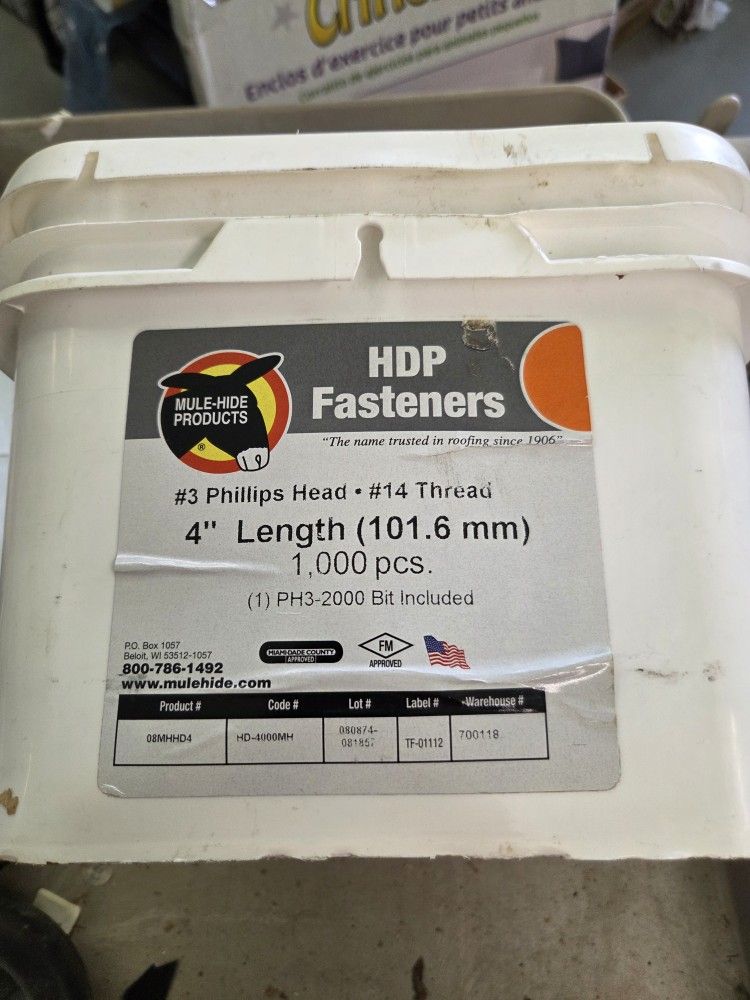 Enclos d'exercice pour petits
MULE-HIDE
PRODUCTS
®
HDP
Fasteners
"The name trusted in roofing since 1906"
#3 Phillips Head • #14 Thread
4" Length (101.6 mm)
1,000 pcs.
(1) PH3-2000 Bit Included
P.O. Box 1057
Beloit, WI 53512-1057
800-786-1492
www.mulehide.com
MIAMI-DADE COUNTY
APPROVED
FM
APPROVED
Product # Code # Lot # Label # Warehouse #
08MHHD4 HD-4000MH 080874-
081857 TF-01112 700118